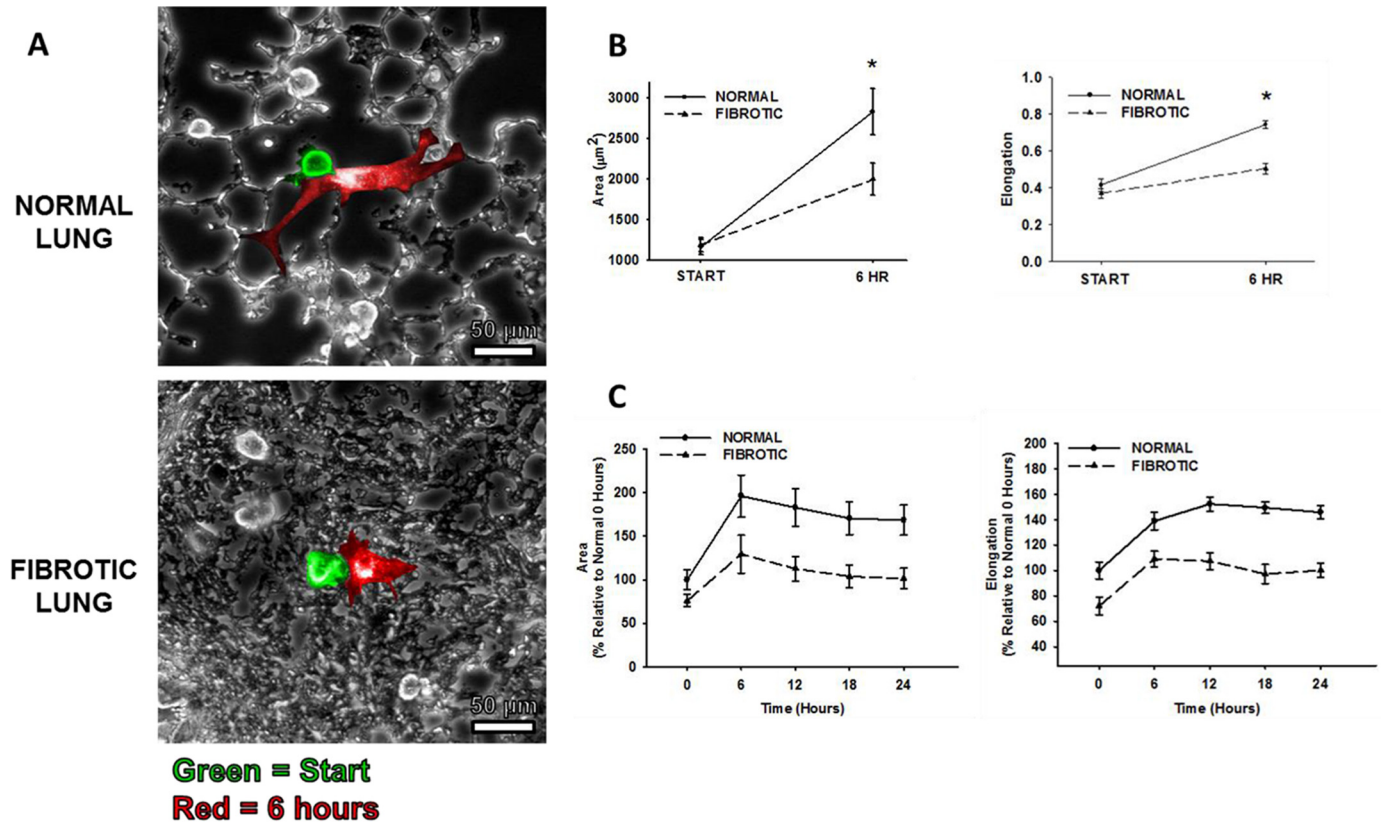 A
NORMAL
LUNG
50 µm
FIBROTIC
LUNG
50 µm
Green = Start
Red = 6 hours
B
*
NORMAL
FIBROTIC
3000
2500
2000
1500
1000
Area (µm²)
START
6 HR
*
NORMAL
FIBROTIC
1.0
0.8
0.6
0.4
0.2
0.0
Elongation
START
6 HR
C
NORMAL
FIBROTIC
250
200
150
100
50
0
Area
(% Relative to Normal 0 Hours)
0 6 12 18 24
Time (Hours)
NORMAL
FIBROTIC
200
180
160
140
120
100
80
60
40
Elongation
(% Relative to Normal 0 Hours)
0 6 12 18 24
Time (Hours)